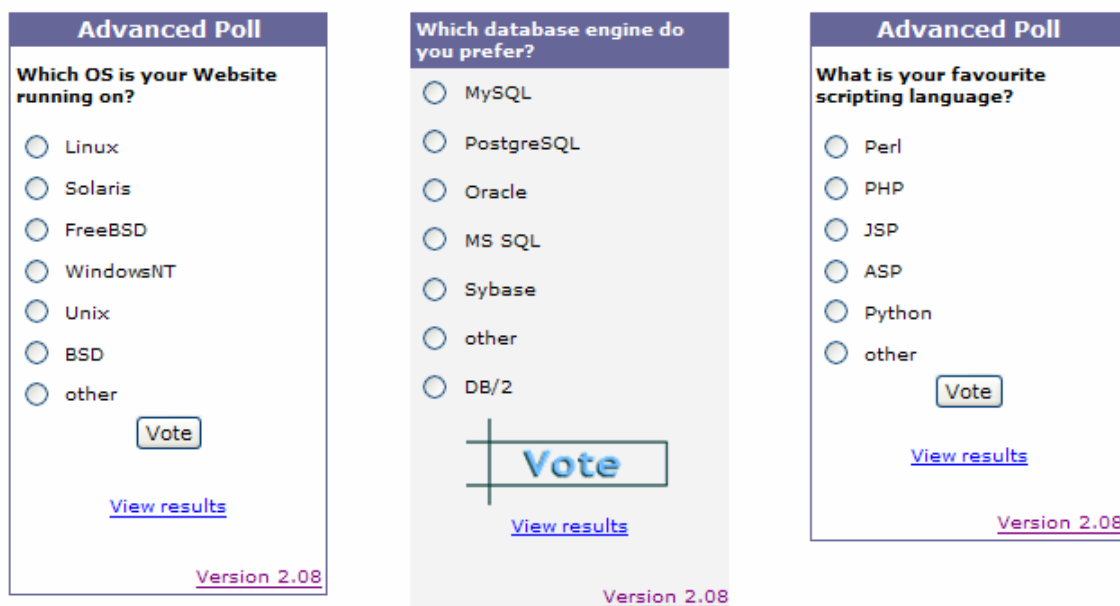 Advanced Poll
Which OS is your Website
running on?
Linux
Solaris
FreeBSD
WindowsNT
Unix
BSD
other
Vote
View results
Version 2.08
Which database engine do
you prefer?
MySQL
PostgreSQL
Oracle
MS SQL
Sybase
other
DB/2
Vote
View results
Version 2.08
Advanced Poll
What is your favourite
scripting language?
Perl
PHP
JSP
ASP
Python
other
Vote
View results
Version 2.08